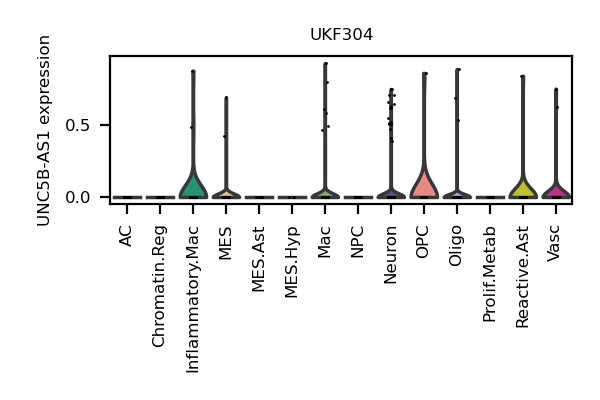 UKF304
UNC5B-AS1 expression
0.5
0.0
AC
Chromatin.Reg
Inflammatory.Mac
MES
MES.Ast
MES.Hyp
Mac
NPC
Neuron
OPC
Oligo
Prolif.Metab
Reactive.Ast
Vasc